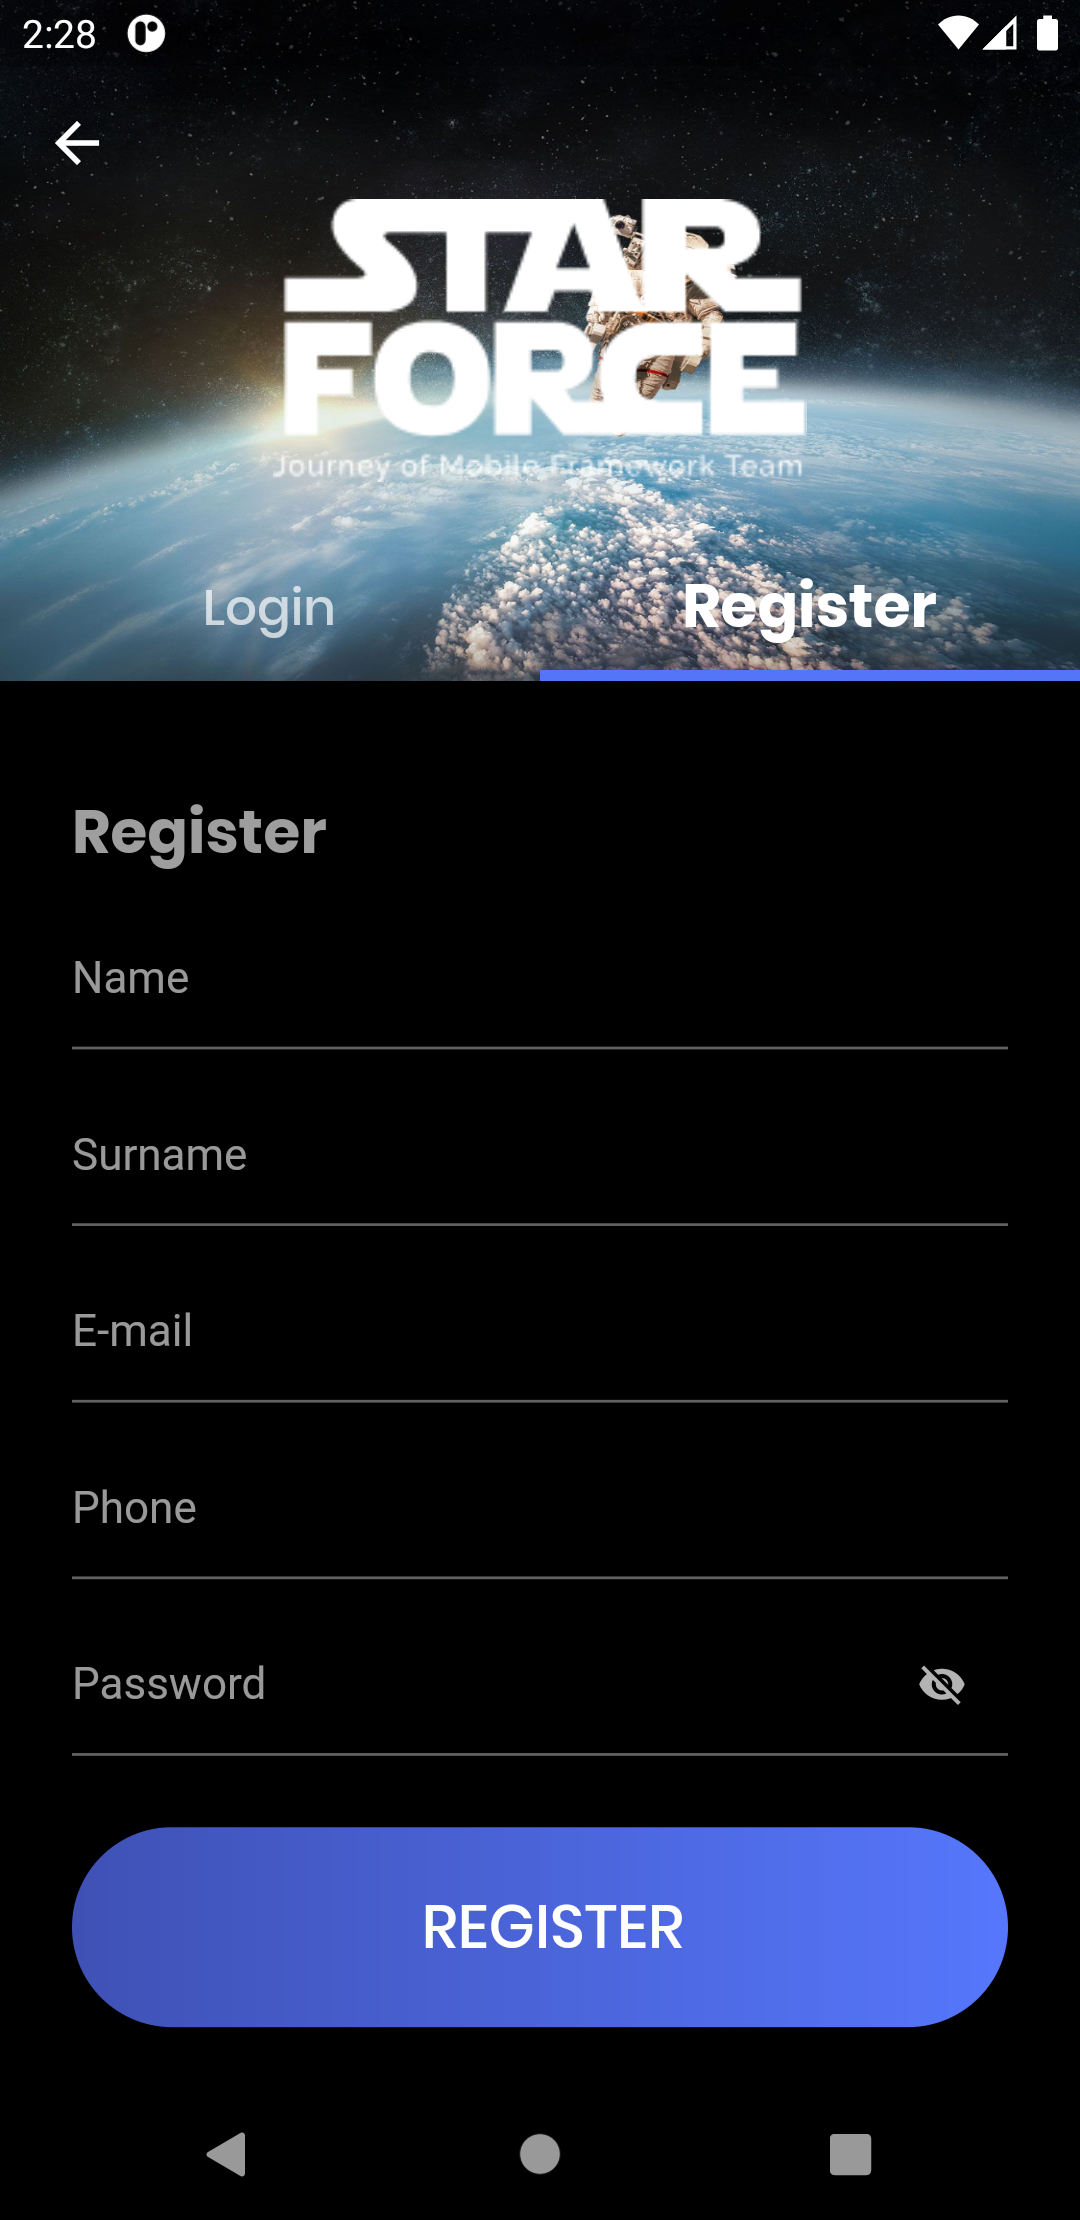 2:28
STAR
FORCE
Journey of Mobile Framework Team
Login
Register
Register
Name
Surname
E-mail
Phone
Password
REGISTER